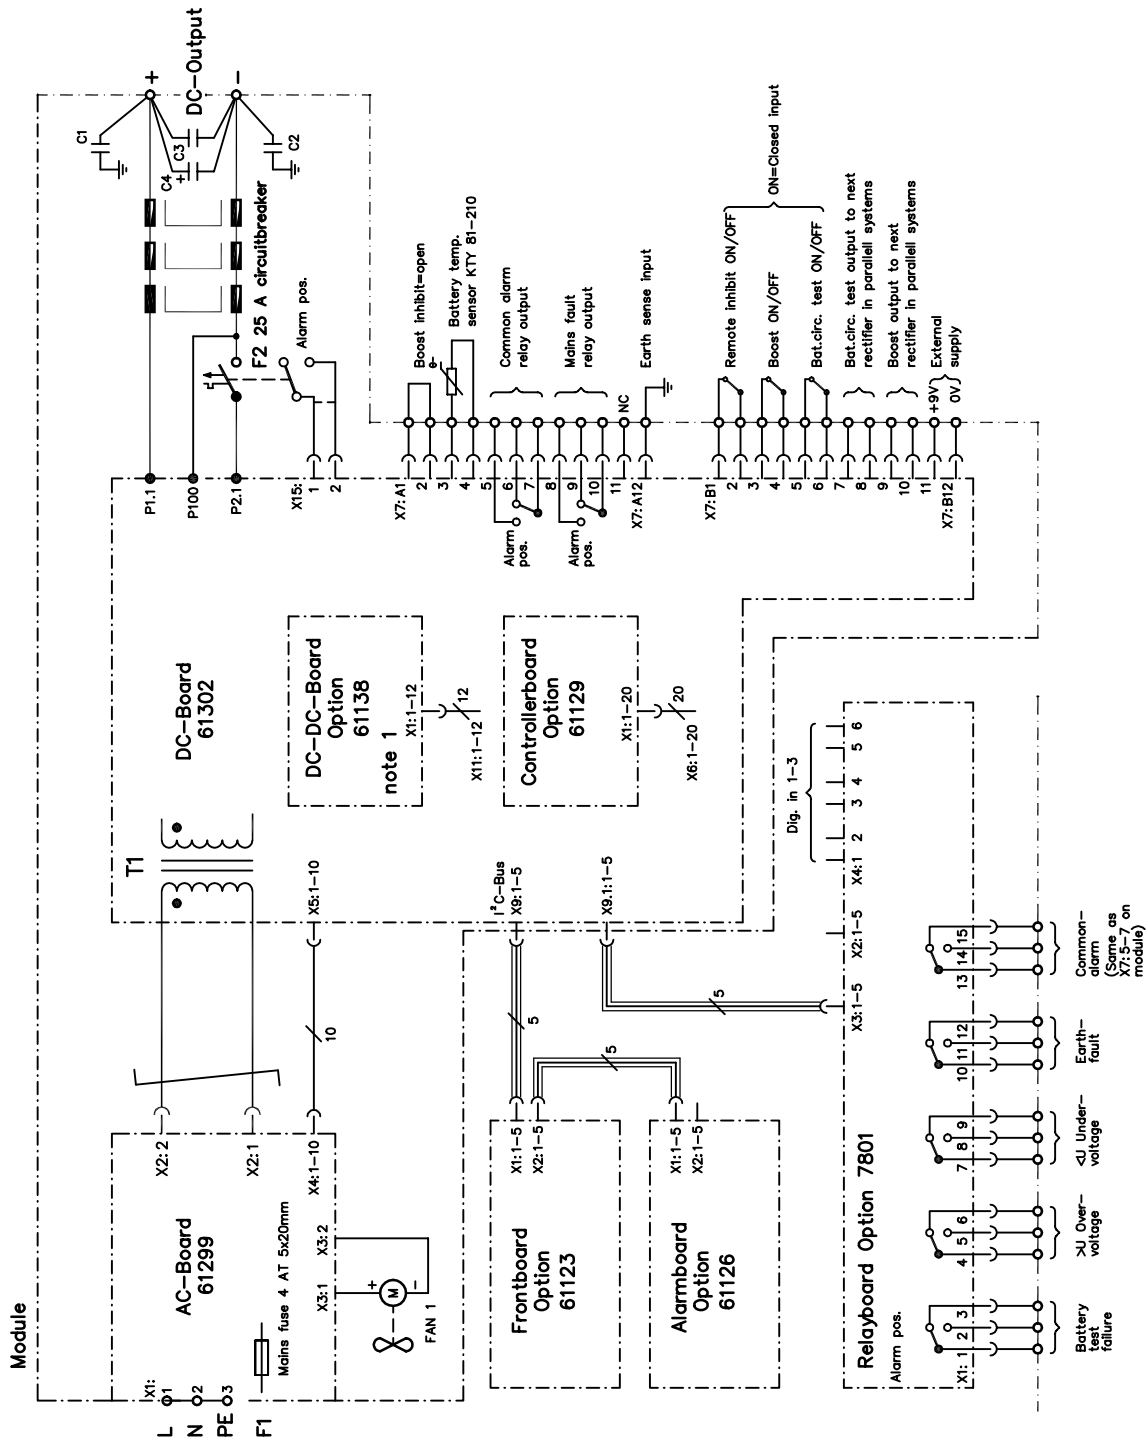 Module
L
N
PE
F1
X1:
1
2
3
AC-Board
61299
Mains fuse 4 AT 5x20mm
X2:2
X2:1
X4:1-10
X3:1
X3:2
+
-
M
FAN 1
10
T1
X5:1-10
DC-Board
61302
DC-DC-Board
Option
61138
note 1
X1:1-12
12
X11:1-12
Controllerboard
Option
61129
X1:1-20
20
X6:1-20
I²C-Bus
X9:1-5
X9.1:1-5
P1.1
P100
P2.1
X15:
1
2
F2 25 A circuitbreaker
Alarm pos.
C1
C4
+
C3
C2
+
DC-Output
-
X7:A1
2
3
4
5
6
7
8
9
10
11
X7:A12
Alarm
pos.
Alarm
pos.
Boost inhibit=open
Battery temp.
sensor KTY 81-210
Common alarm
relay output
Mains fault
relay output
NC
Earth sense input
X7:B1
2
3
4
5
6
7
8
9
10
11
X7:B12
Remote inhibit ON/OFF
Boost ON/OFF
Bat.circ. test ON/OFF
ON=Closed input
Bat.circ. test output to next
rectifier in parallell systems
Boost output to next
rectifier in parallell systems
+9V
0V
External
supply
Frontboard
Option
61123
X1:1-5
X2:1-5
5
5
5
Alarmboard
Option
61126
X1:1-5
X2:1-5
Relayboard Option 7801
Alarm pos.
X3:1-5
X2:1-5
X4:1
2
3
4
5
6
Dig. in 1-3
X1:
1
2
3
4
5
6
7
8
9
10
11
12
13
14
15
Battery
test
failure
>U Over-
voltage
<U Under-
voltage
Earth-
fault
Common-
alarm
(Same as
X7:5-7 on
module)